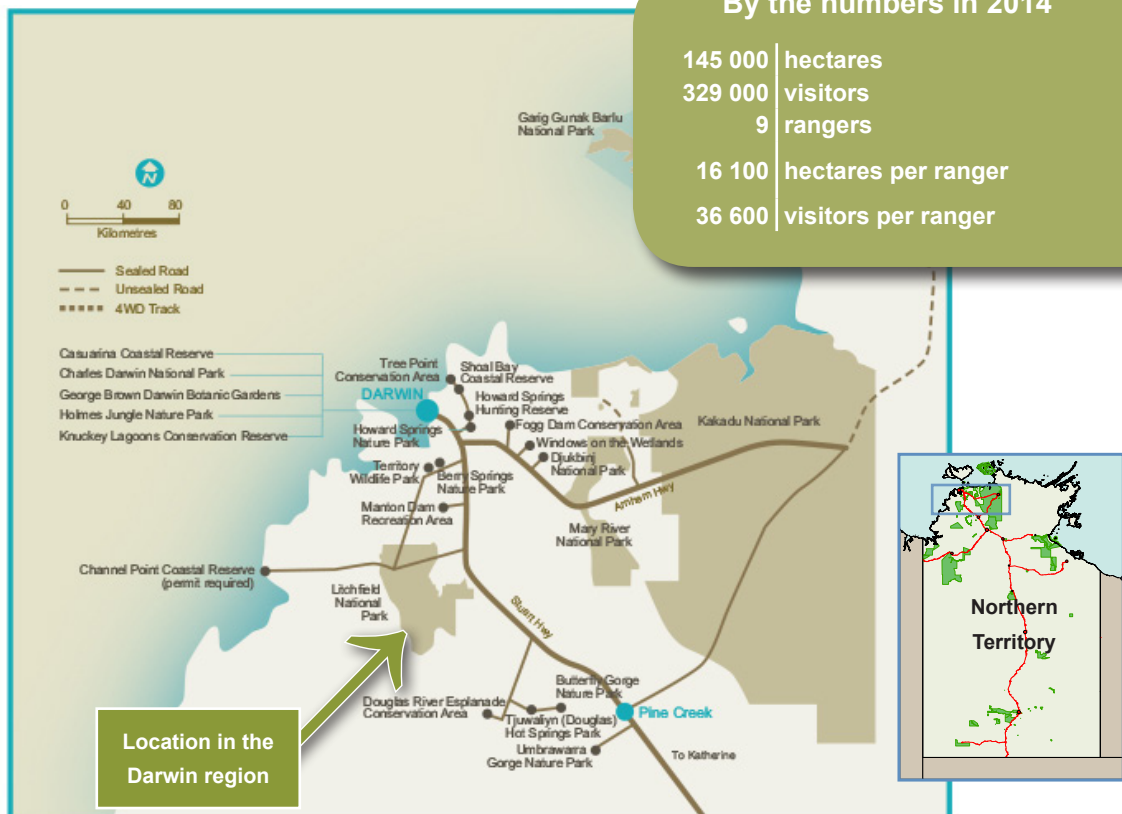 By the numbers in 2014
145 000 hectares
329 000 visitors
9 rangers
16 100 hectares per ranger
36 600 visitors per ranger
Garig Gunak Barlu
National Park
N
0 40 80
Kilometres
Sealed Road
Unsealed Road
4WD Track
Casuarina Coastal Reserve
Charles Darwin National Park
George Brown Darwin Botanic Gardens
Holmes Jungle Nature Park
Knuckey Lagoons Conservation Reserve
Tree Point
Conservation Area
Shoal Bay
Coastal Reserve
DARWIN
Howard Springs
Hunting Reserve
Howard Springs
Nature Park
Fogg Dam Conservation Area
Kakadu National Park
Windows on the Wetlands
Djukbinj
National Park
Territory
Wildlife Park
Berry Springs
Nature Park
Arnhem Hwy
Manton Dam
Recreation Area
Mary River
National Park
Channel Point Coastal Reserve
(permit required)
Litchfield
National
Park
Stuart Hwy
Butterfly Gorge
Nature Park
Douglas River Esplanade
Conservation Area
Pine Creek
Tjuwaliyn (Douglas)
Hot Springs Park
Umbrawarra
Gorge Nature Park
To Katherine
Location in the
Darwin region
Northern
Territory